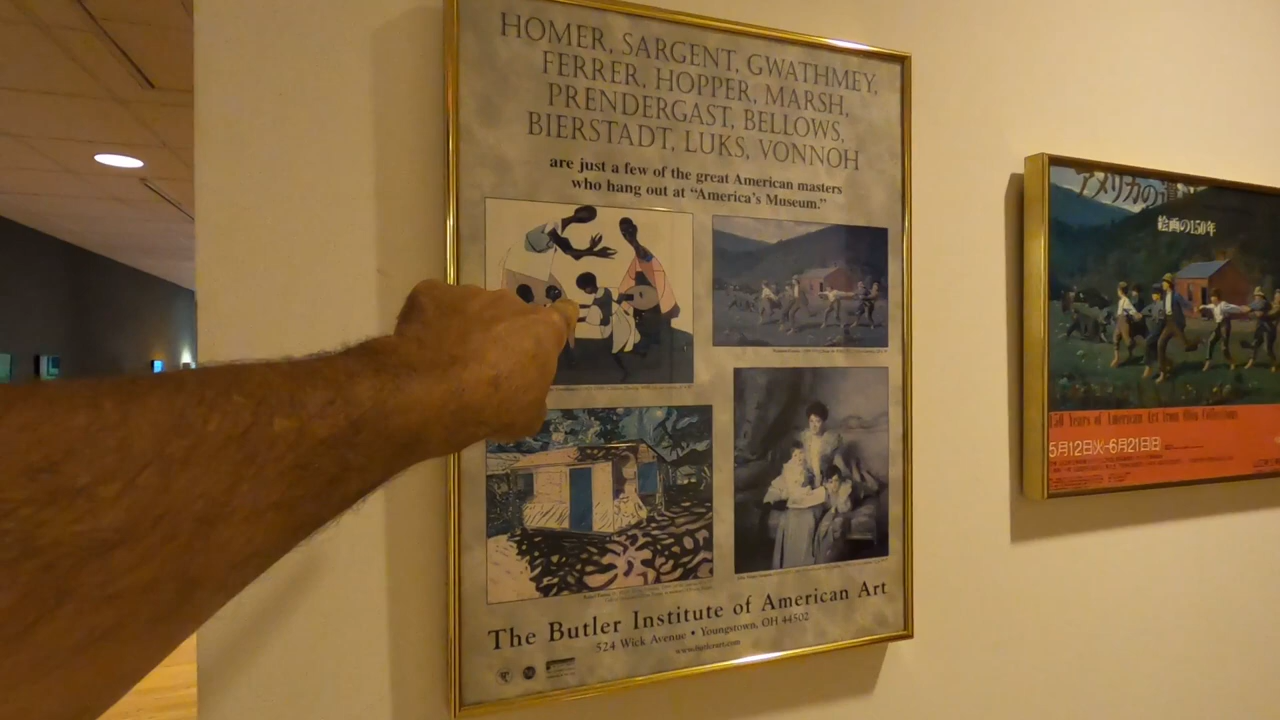 HOMER, SARGENT, GWATHMEY,
FERRER, HOPPER, MARSH,
PRENDERGAST, BELLOWS,
BIERSTADT, LUKS, VONNOH
are just a few of the great American masters
who hang out at “America's Museum.”
The Butler Institute of American Art
524 Wick Avenue • Youngstown, OH 44502
www.butlerart.com
アメリカの
絵画の150年
150 Years of American Art from Ohio Collections
5月12日火–6月21日日